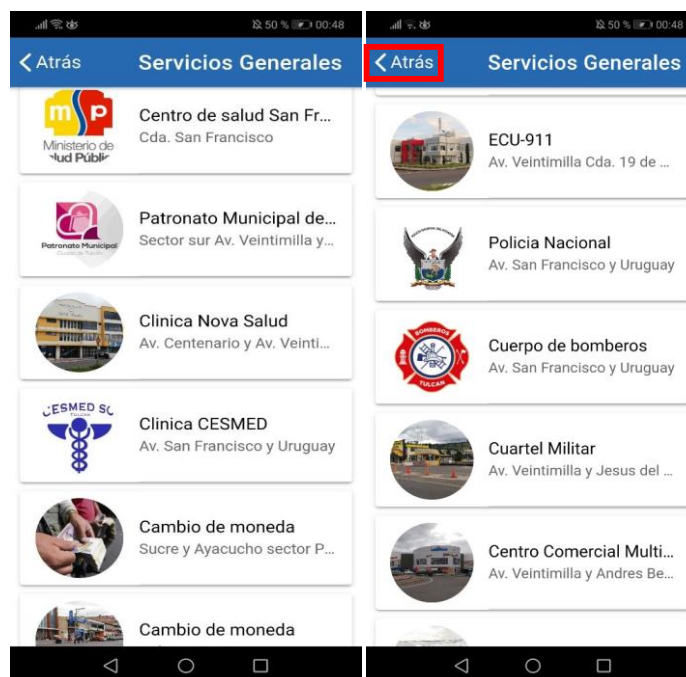 50 % 00:48
Atrás Servicios Generales
msp
Ministerio de
Centro de salud San Fr...
Cda. San Francisco
Patronato Municipal
Patronato Municipal de...
Sector sur Av. Veintimilla y...
Clinica Nova Salud
Av. Centenario y Av. Veinti...
CESMED
Clinica CESMED
Av. San Francisco y Uruguay
Cambio de moneda
Sucre y Ayacucho sector P...
Cambio de moneda
50 % 00:48
Atrás Servicios Generales
ECU-911
Av. Veintimilla Cda. 19 de ...
Policia Nacional
Av. San Francisco y Uruguay
BOMBEROS
TULCAN
Cuerpo de bomberos
Av. San Francisco y Uruguay
Cuartel Militar
Av. Veintimilla y Jesus del ...
Centro Comercial Multi...
Av. Veintimilla y Andres Be...